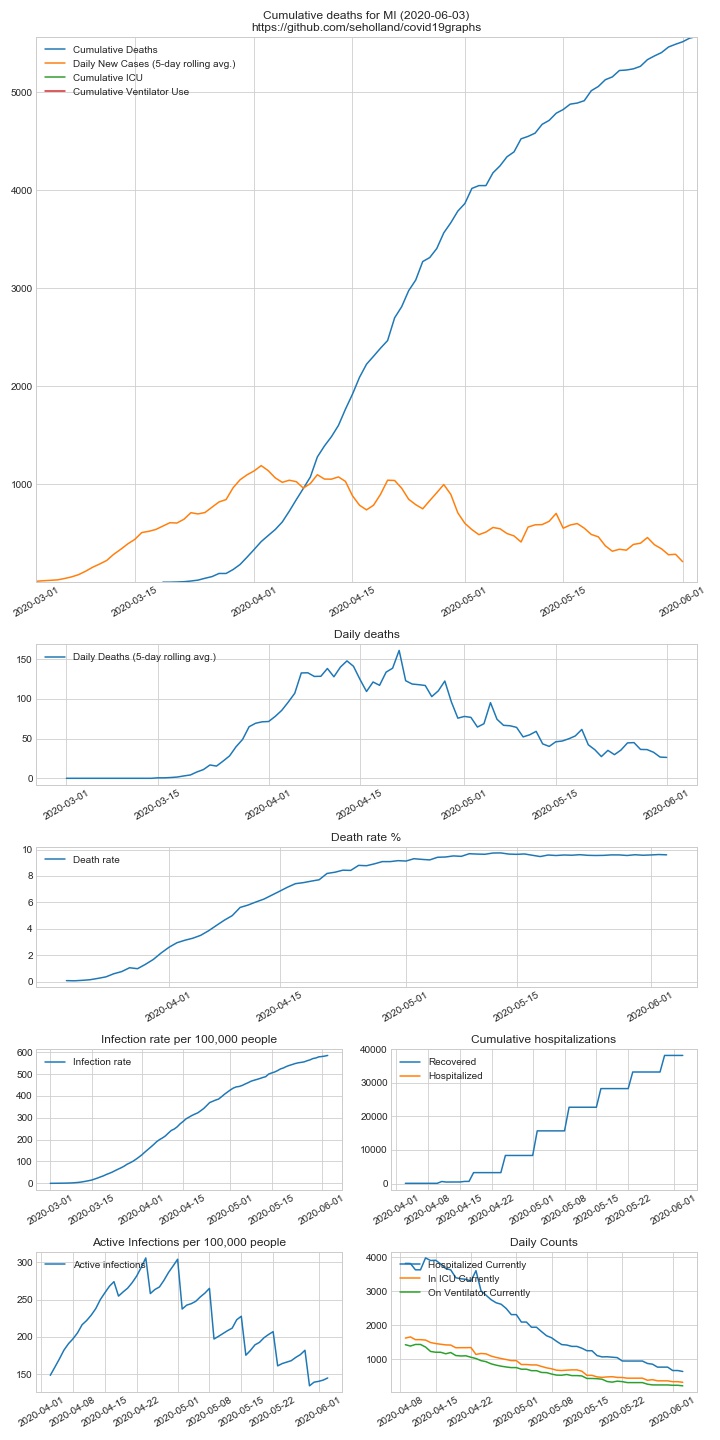 Cumulative deaths for MI (2020-06-03)
https://github.com/seholland/covid19graphs
Cumulative Deaths
Daily New Cases (5-day rolling avg.)
Cumulative ICU
Cumulative Ventilator Use
5000
4000
3000
2000
1000
2020-03-01 2020-03-15 2020-04-01 2020-04-15 2020-05-01 2020-05-15 2020-06-01
Daily deaths
Daily Deaths (5-day rolling avg.)
150
100
50
0
2020-03-01 2020-03-15 2020-04-01 2020-04-15 2020-05-01 2020-05-15 2020-06-01
Death rate %
Death rate
10
8
6
4
2
0
2020-04-01 2020-04-15 2020-05-01 2020-05-15 2020-06-01
Infection rate per 100,000 people
Infection rate
600
500
400
300
200
100
0
2020-03-01 2020-03-15 2020-04-01 2020-04-15 2020-05-01 2020-05-15 2020-06-01
Cumulative hospitalizations
Recovered
Hospitalized
40000
30000
20000
10000
0
2020-04-01 2020-04-08 2020-04-15 2020-04-22 2020-05-01 2020-05-08 2020-05-15 2020-05-22 2020-06-01
Active Infections per 100,000 people
Active infections
300
250
200
150
2020-04-01 2020-04-08 2020-04-15 2020-04-22 2020-05-01 2020-05-08 2020-05-15 2020-05-22 2020-06-01
Daily Counts
Hospitalized Currently
In ICU Currently
On Ventilator Currently
4000
3000
2000
1000
2020-04-08 2020-04-15 2020-04-22 2020-05-01 2020-05-08 2020-05-15 2020-05-22 2020-06-01